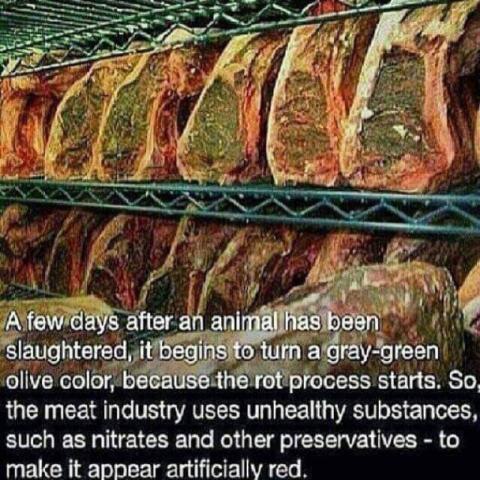 A few days after an animal has been
slaughtered, it begins to turn a gray-green
olive color, because the rot process starts. So,
the meat industry uses unhealthy substances,
such as nitrates and other preservatives - to
make it appear artificially red.